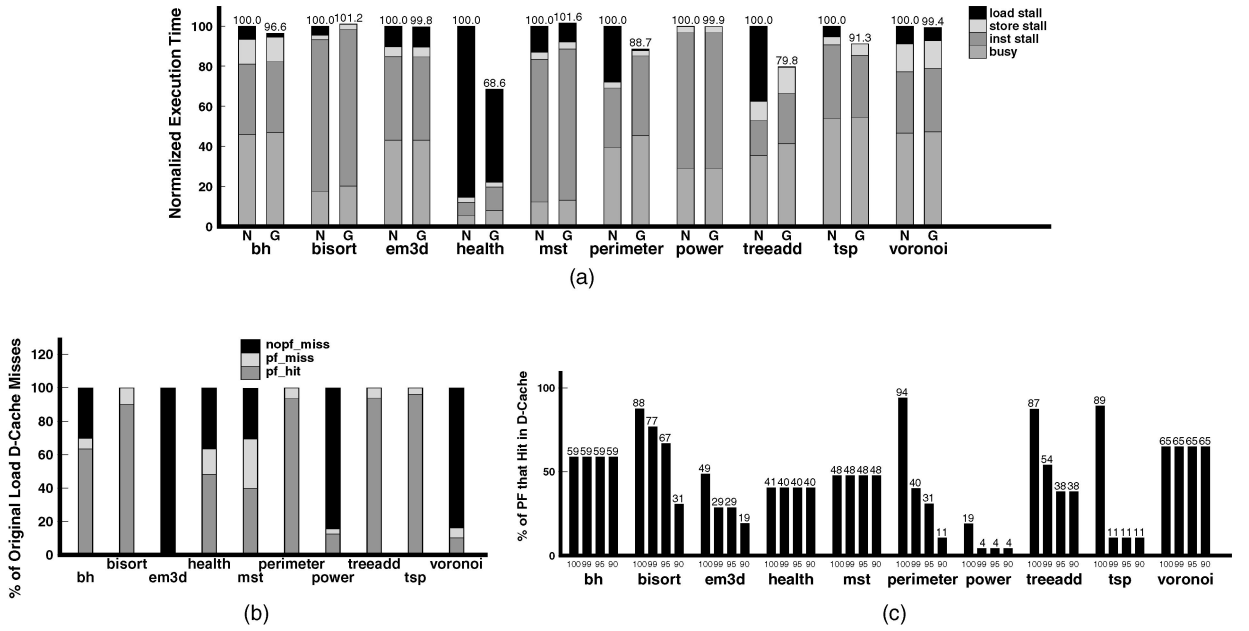 100.0 96.6 100.0 101.2 100.0 99.8 100.0 68.6 100.0 101.6 100.0 88.7 100.0 99.9 100.0 79.8 100.0 91.3 100.0 99.4
load stall
store stall
inst stall
busy
Normalized Execution Time
100
80
60
40
20
0
N G N G N G N G N G N G N G N G N G N G
bh bisort em3d health mst perimeter power treeadd tsp voronoi
(a)
nopf_miss
pf_miss
pf_hit
% of Original Load D-Cache Misses
120
100
80
60
40
20
0
bisort health perimeter treeadd voronoi
bh em3d mst power tsp
(b)
% of PF that Hit in D-Cache
100
50
0
59 59 59 59 88 77 67 31 49 29 29 19 41 40 40 40 48 48 48 48 94 40 31 11 19 4 4 4 87 54 38 38 89 11 11 11 65 65 65 65
100 99 95 90 100 99 95 90 100 99 95 90 100 99 95 90 100 99 95 90 100 99 95 90 100 99 95 90 100 99 95 90 100 99 95 90 100 99 95 90
bh bisort em3d health mst perimeter power treeadd tsp voronoi
(c)